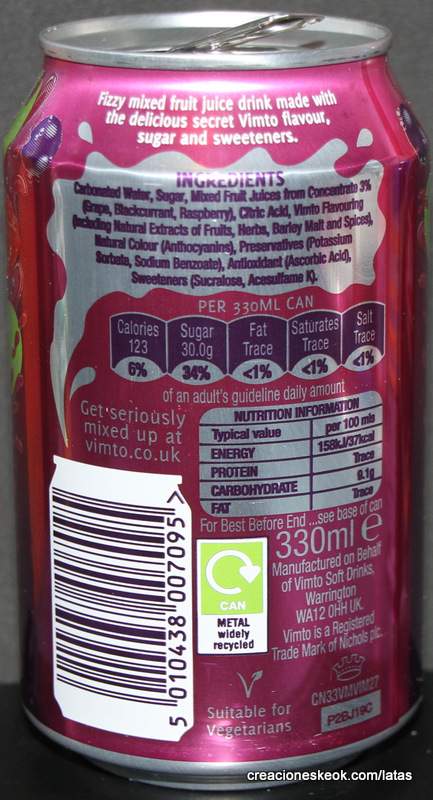 Fizzy mixed fruit juice drink made with
the delicious secret Vimto flavour,
sugar and sweeteners.
INGREDIENTS
Carbonated Water, Sugar, Mixed Fruit Juices from Concentrate 3%
(Grape, Blackcurrant, Raspberry), Citric Acid, Vimto Flavouring
(including Natural Extracts of Fruits, Herbs, Barley Malt and Spices),
Natural Colour (Anthocyanins), Preservatives (Potassium
Sorbate, Sodium Benzoate), Antioxidant (Ascorbic Acid),
Sweeteners (Sucralose, Acesulfame K).
PER 330ML CAN
Calories 123 6%
Sugar 30.0g 34%
Fat Trace <1%
Saturates Trace <1%
Salt Trace <1%
of an adult's guideline daily amount
Get seriously
mixed up at
vimto.co.uk
NUTRITION INFORMATION
Typical value per 100 mls
ENERGY 158kJ/37kcal
PROTEIN Trace
CARBOHYDRATE 9.1g
FAT Trace
For Best Before End ...see base of can
330ml e
Manufactured on Behalf
of Vimto Soft Drinks,
Warrington
WA12 0HH UK.
Vimto is a Registered
Trade Mark of Nichols plc.
CAN
METAL
widely
recycled
5 010438 007095 >
Suitable for
Vegetarians
CN33VMVIM27
P2BJ19C
creacioneskeok.com/latas